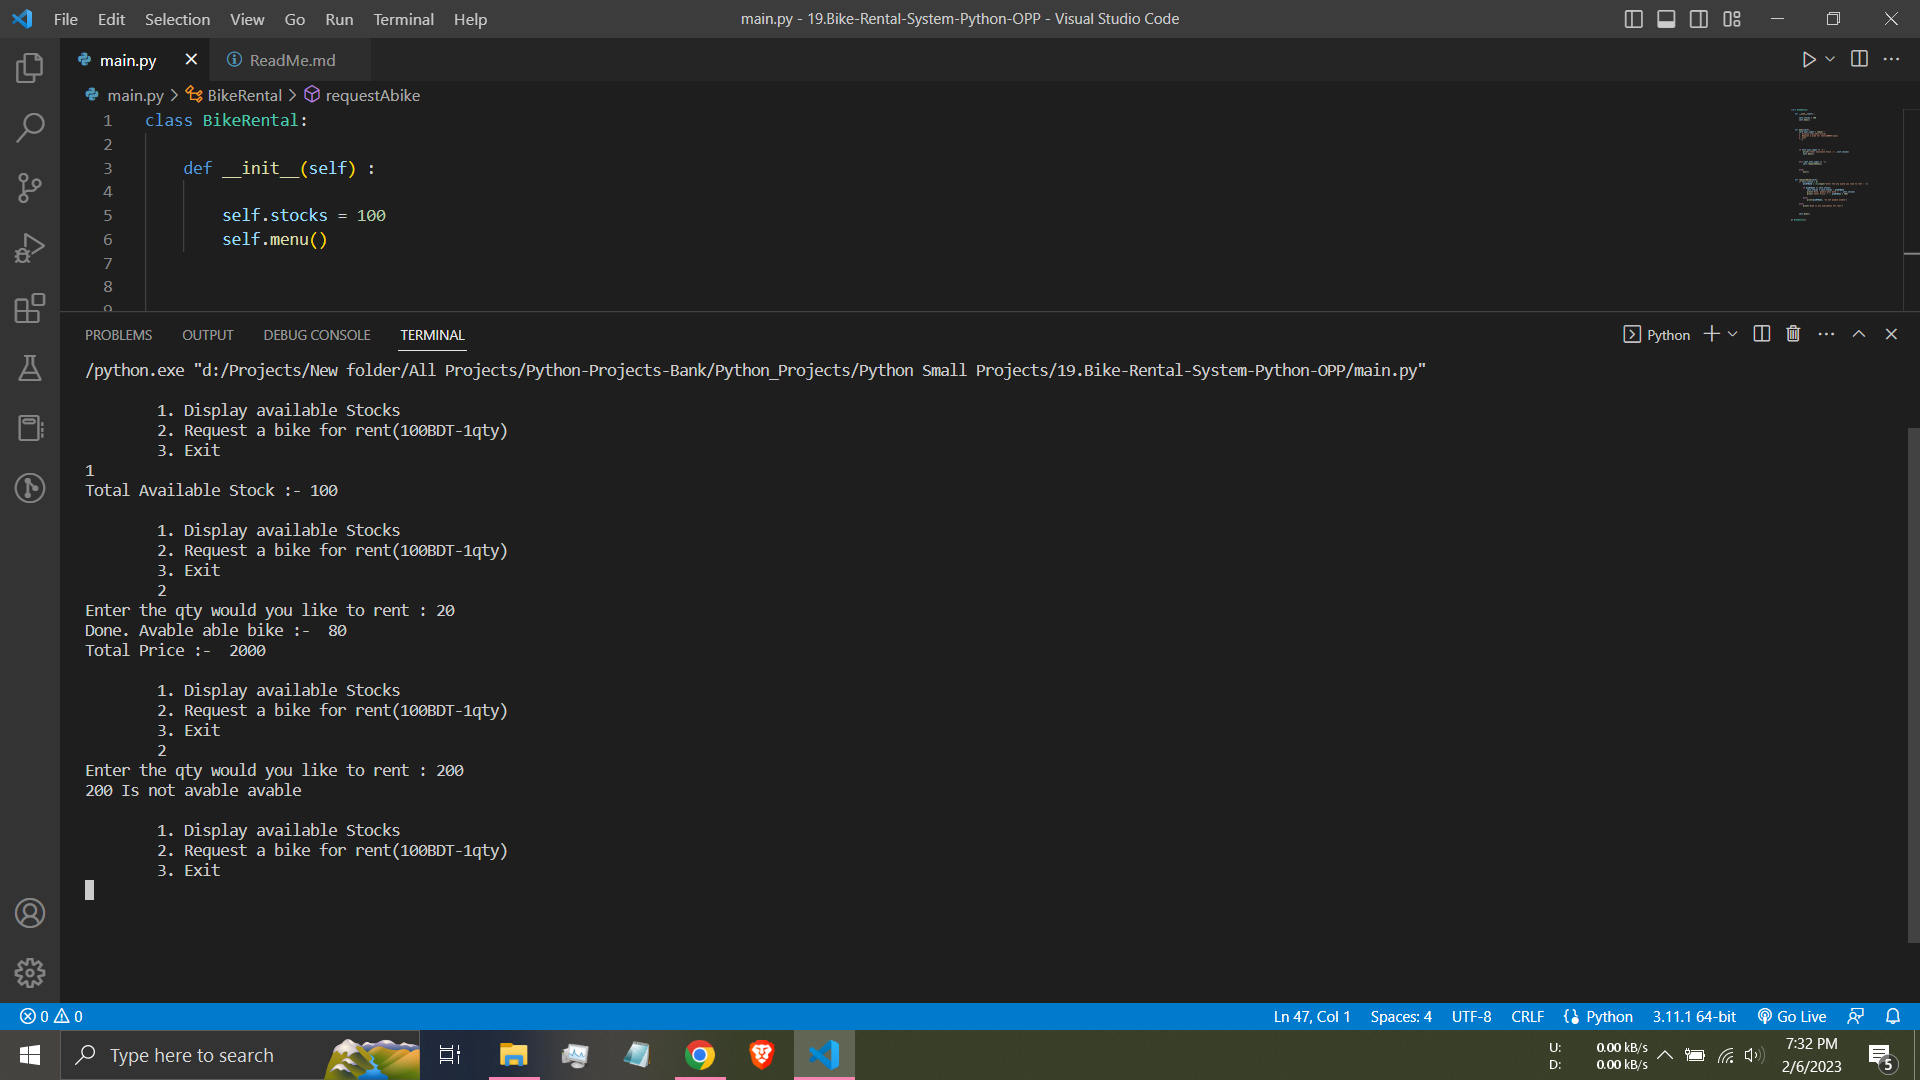 File Edit Selection View Go Run Terminal Help main.py - 19.Bike-Rental-System-Python-OPP - Visual Studio Code
main.py ReadMe.md
main.py BikeRental requestAbike
1 class BikeRental:
2
3 def __init__(self) :
4
5 self.stocks = 100
6 self.menu()
7
8
9
PROBLEMS OUTPUT DEBUG CONSOLE TERMINAL Python
/python.exe "d:/Projects/New folder/All Projects/Python-Projects-Bank/Python_Projects/Python Small Projects/19.Bike-Rental-System-Python-OPP/main.py"
1. Display available Stocks
2. Request a bike for rent(100BDT-1qty)
3. Exit
1
Total Available Stock :- 100
1. Display available Stocks
2. Request a bike for rent(100BDT-1qty)
3. Exit
2
Enter the qty would you like to rent : 20
Done. Avable able bike :- 80
Total Price :- 2000
1. Display available Stocks
2. Request a bike for rent(100BDT-1qty)
3. Exit
2
Enter the qty would you like to rent : 200
200 Is not avable avable
1. Display available Stocks
2. Request a bike for rent(100BDT-1qty)
3. Exit
0 0 Ln 47, Col 1 Spaces: 4 UTF-8 CRLF Python 3.11.1 64-bit Go Live
Type here to search
U: 0.00 kB/s
D: 0.00 kB/s
7:32 PM
2/6/2023
5